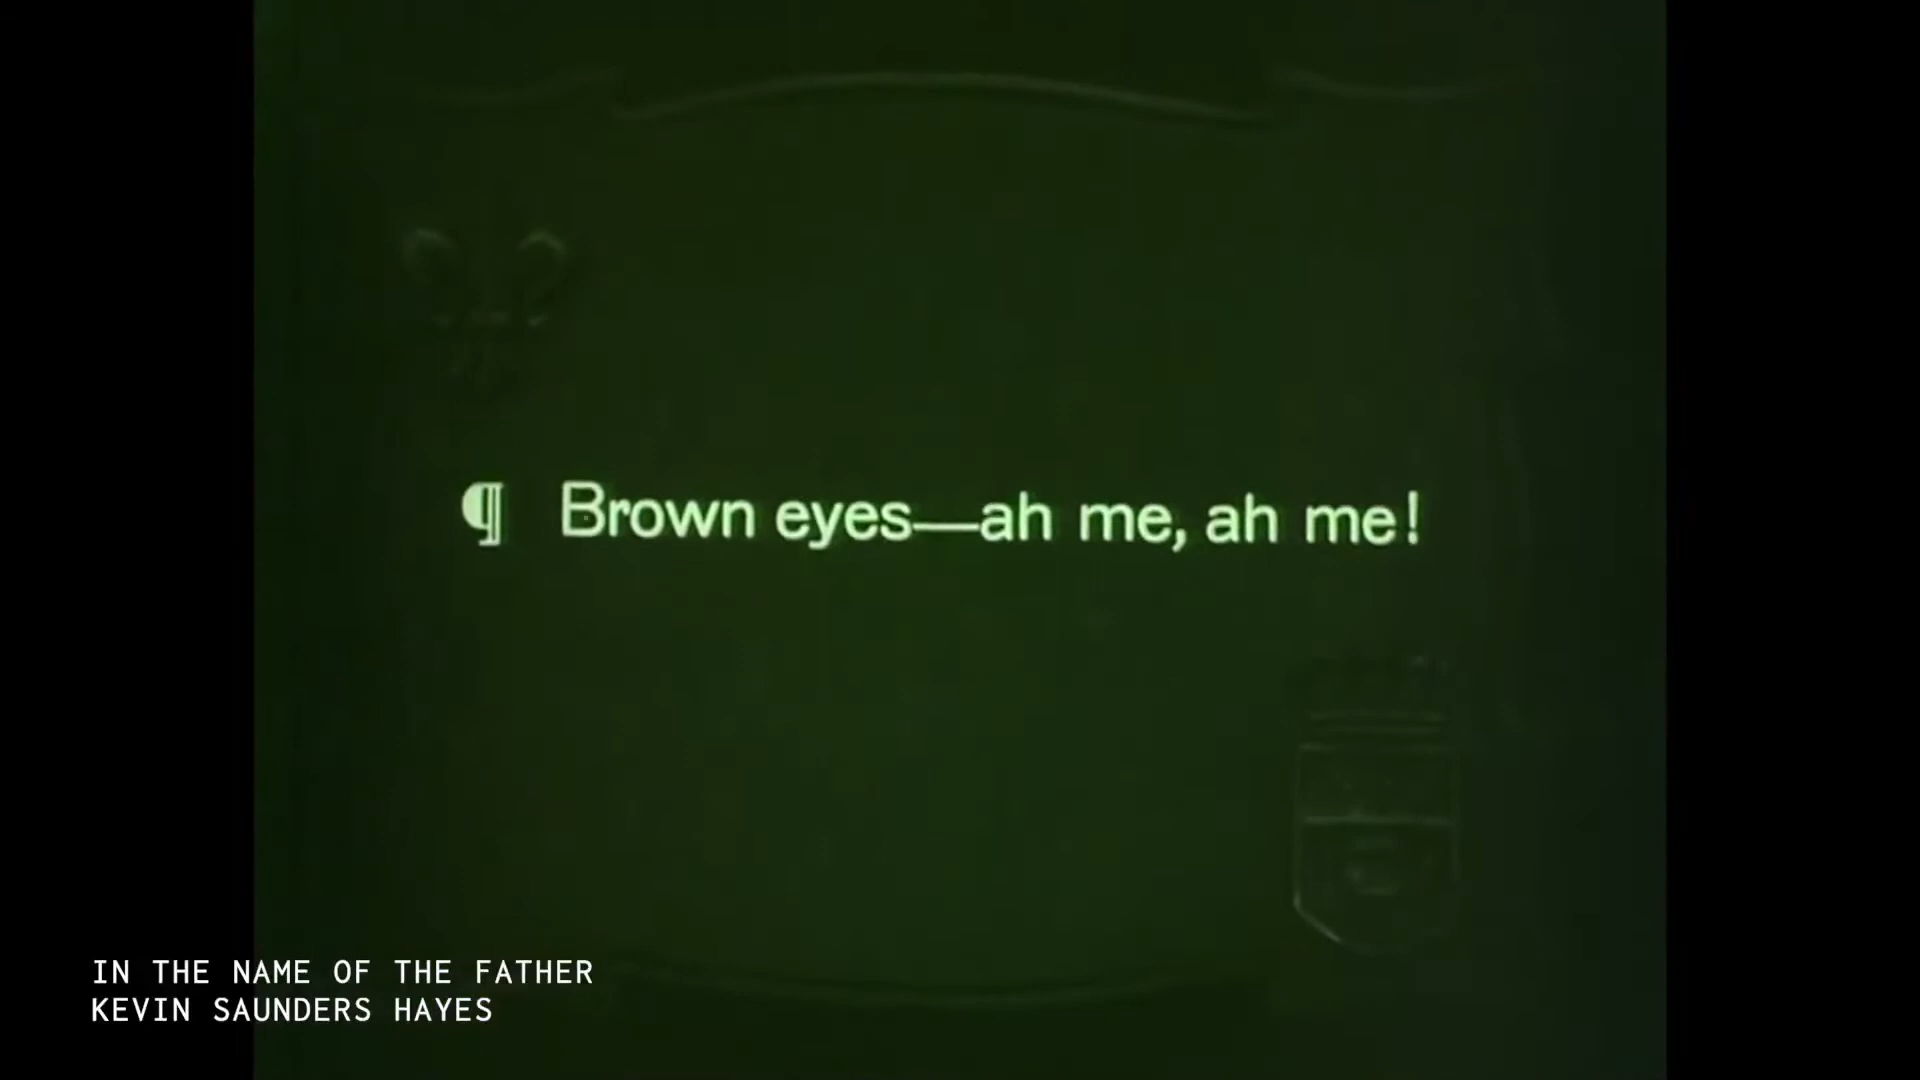 ¶ Brown eyes—ah me, ah me!
IN THE NAME OF THE FATHER
KEVIN SAUNDERS HAYES